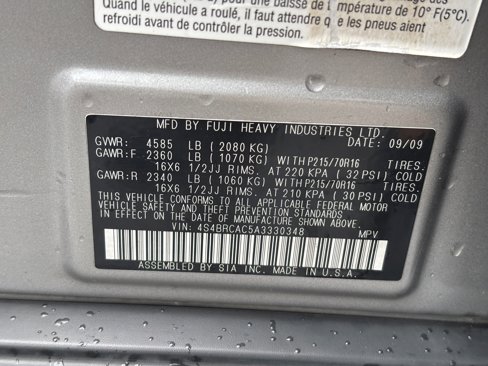 pour une baisse de température de 10° F(5°C).
Quand le véhicule a roulé, il faut attendre que les pneus aient
refroidi avant de contrôler la pression.
MFD BY FUJI HEAVY INDUSTRIES LTD.
GVWR: 4585 LB ( 2080 KG) DATE: 09/09
GAWR:F 2360 LB ( 1070 KG) WITH P215/70R16 TIRES.
16X6 1/2JJ RIMS. AT 220 KPA ( 32 PSI) COLD
GAWR:R 2340 LB ( 1060 KG) WITH P215/70R16 TIRES.
16X6 1/2JJ RIMS. AT 210 KPA ( 30 PSI) COLD
THIS VEHICLE CONFORMS TO ALL APPLICABLE FEDERAL MOTOR
VEHICLE SAFETY AND BUMPER STANDARDS
IN EFFECT ON THE DATE OF MANUFACTURE SHOWN ABOVE.
VIN: 4S4BRCAC5A3330348 MPV
ASSEMBLED BY SIA INC. MADE IN U.S.A.